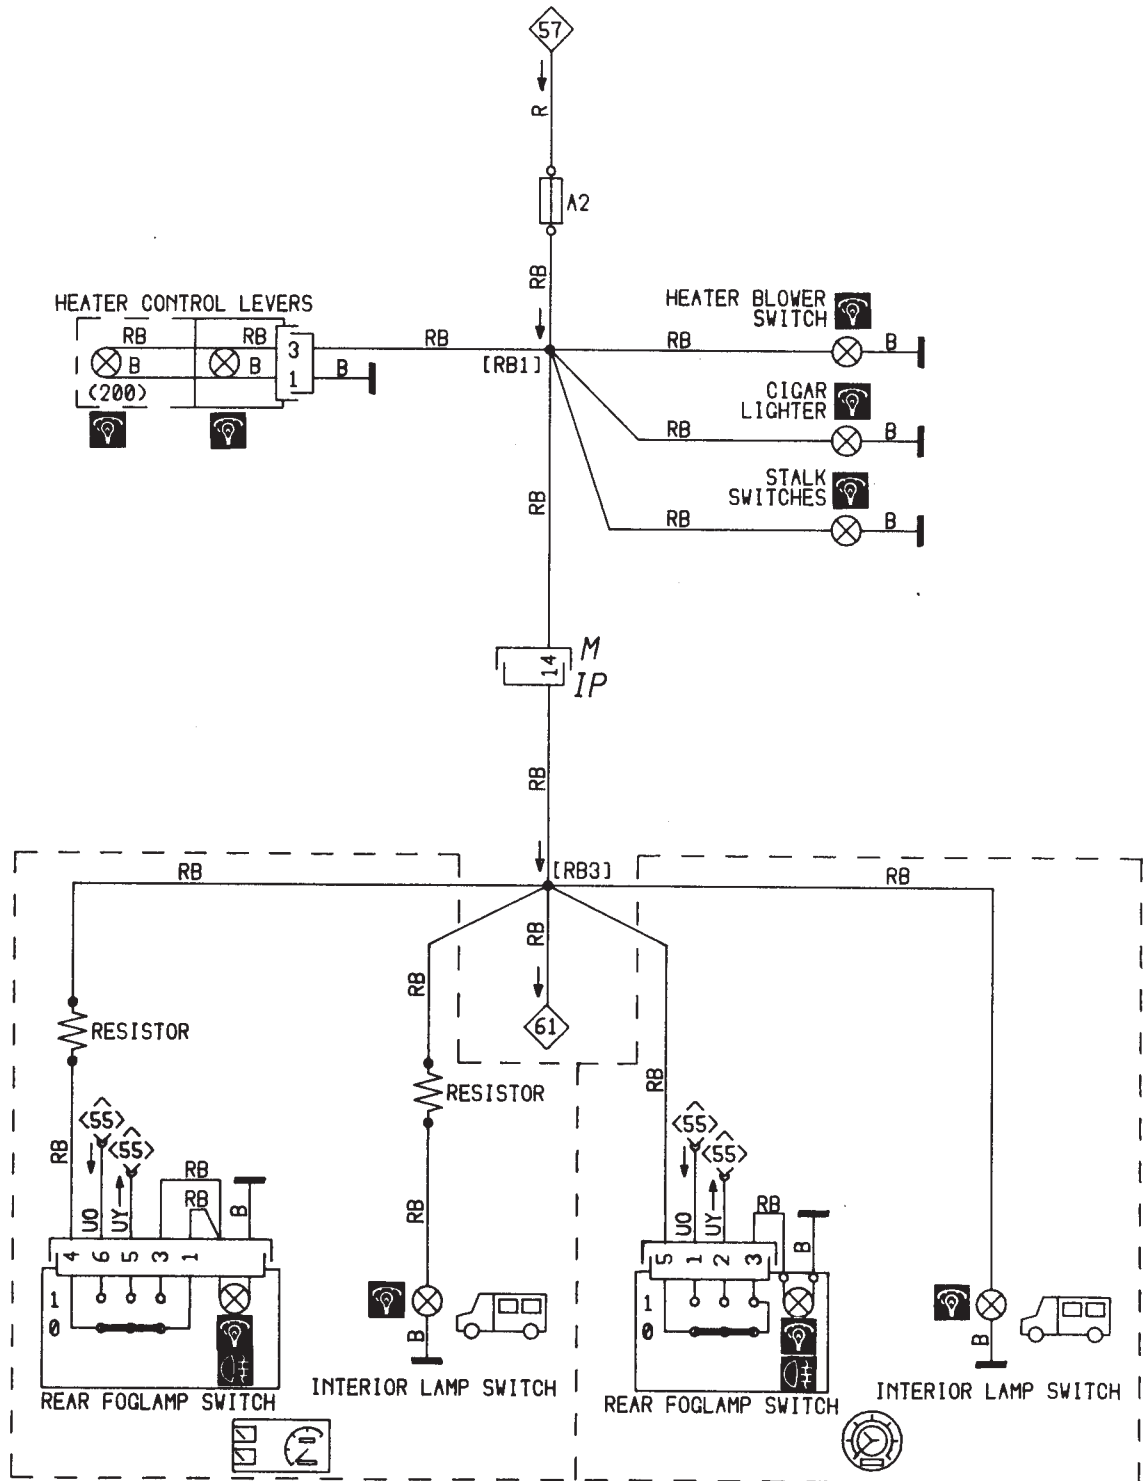 57
R
A2
RB
HEATER CONTROL LEVERS
RB
RB
B
B
(200)
3
1
RB
B
[RB1]
HEATER BLOWER
SWITCH
RB
B
CIGAR
LIGHTER
RB
B
STALK
SWITCHES
RB
B
RB
14
M
IP
RB
[RB3]
RB
RB
RB
61
RESISTOR
RB
RESISTOR
RB
55
55
RB
RB
RB
UO
UY
B
4
6
5
3
1
1
0
REAR FOGLAMP SWITCH
RB
B
INTERIOR LAMP SWITCH
55
55
UO
UY
RB
B
5
1
2
3
1
0
REAR FOGLAMP SWITCH
B
INTERIOR LAMP SWITCH